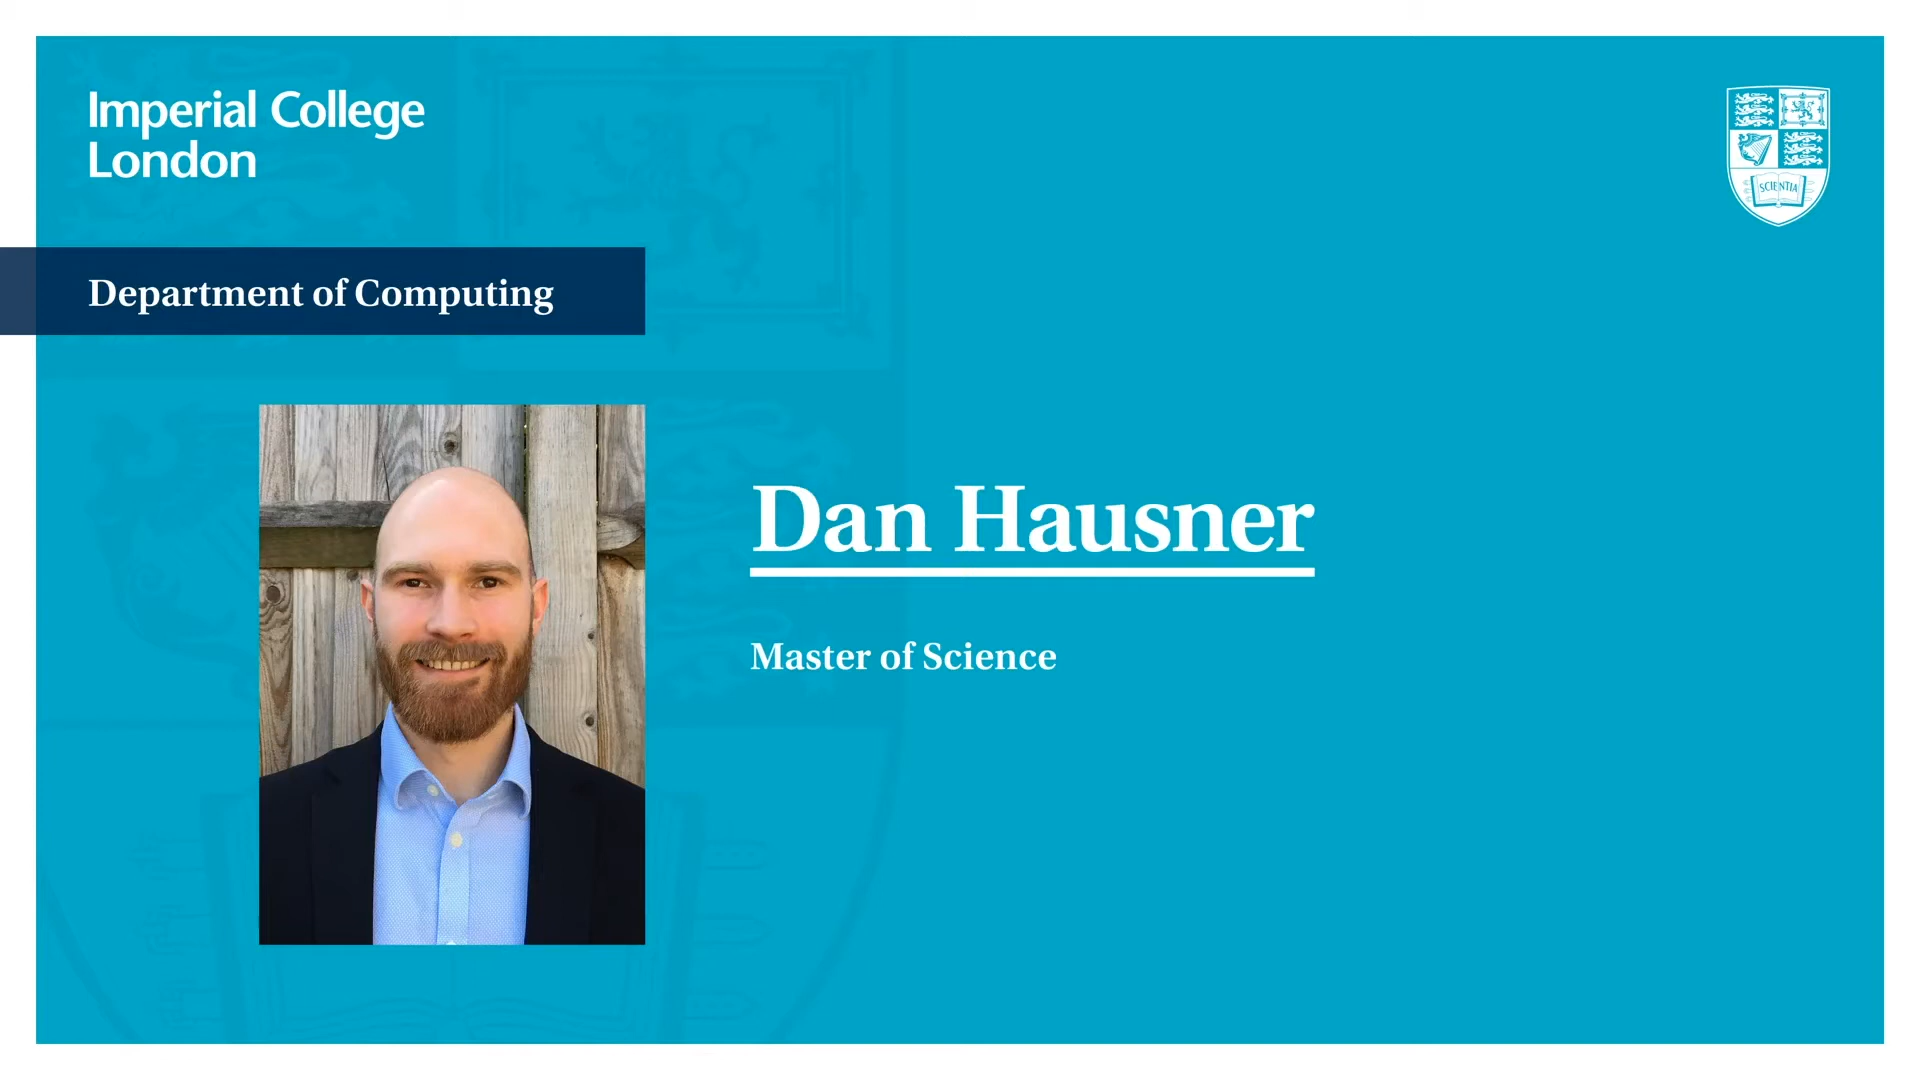 Imperial College
London
SCIENTIA
Department of Computing
Dan Hausner
Master of Science